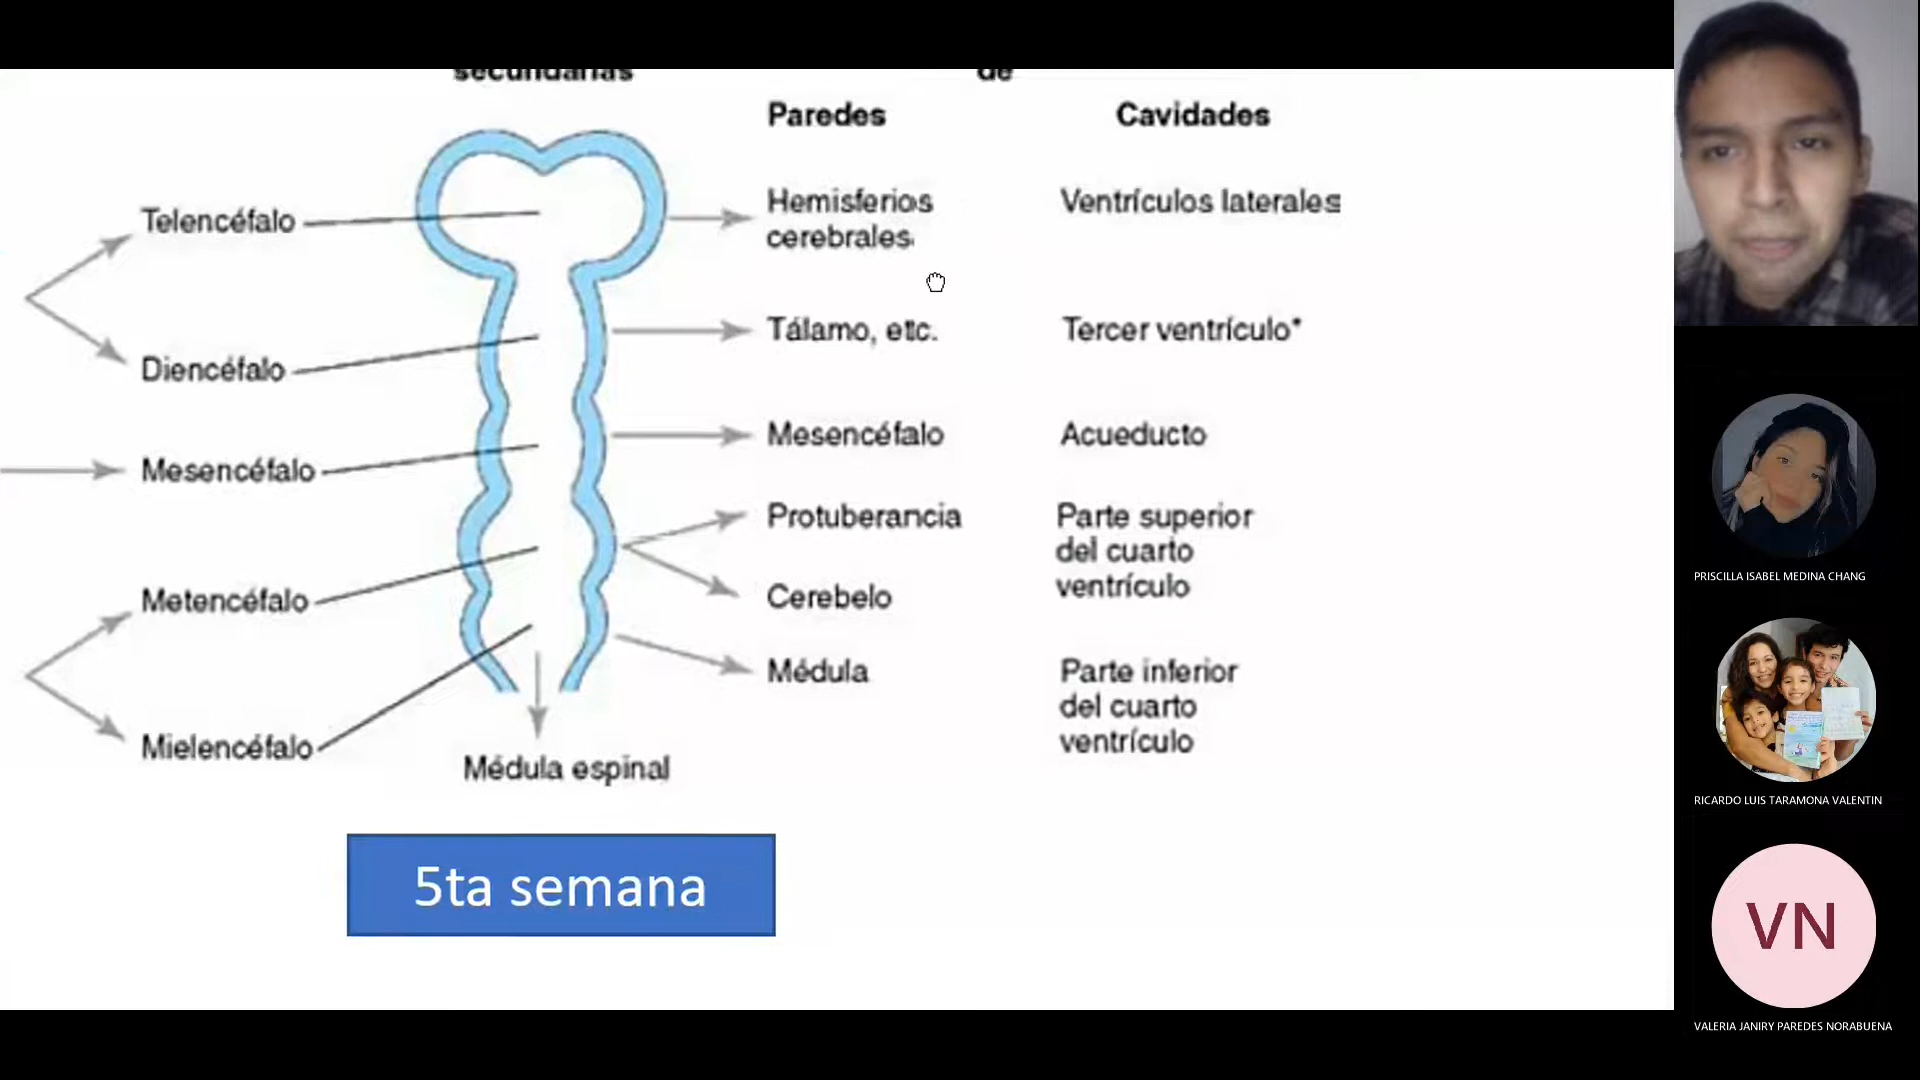 secundarias
de
Paredes
Cavidades
Telencéfalo
Hemisferios
cerebrales
Ventrículos laterales
Diencéfalo
Tálamo, etc.
Tercer ventrículo*
Mesencéfalo
Mesencéfalo
Acueducto
Metencéfalo
Protuberancia
Cerebelo
Parte superior
del cuarto
ventrículo
Mielencéfalo
Médula
Parte inferior
del cuarto
ventrículo
Médula espinal
5ta semana
PRISCILLA ISABEL MEDINA CHANG
RICARDO LUIS TARAMONA VALENTIN
VN
VALERIA JANIRY PAREDES NORABUENA